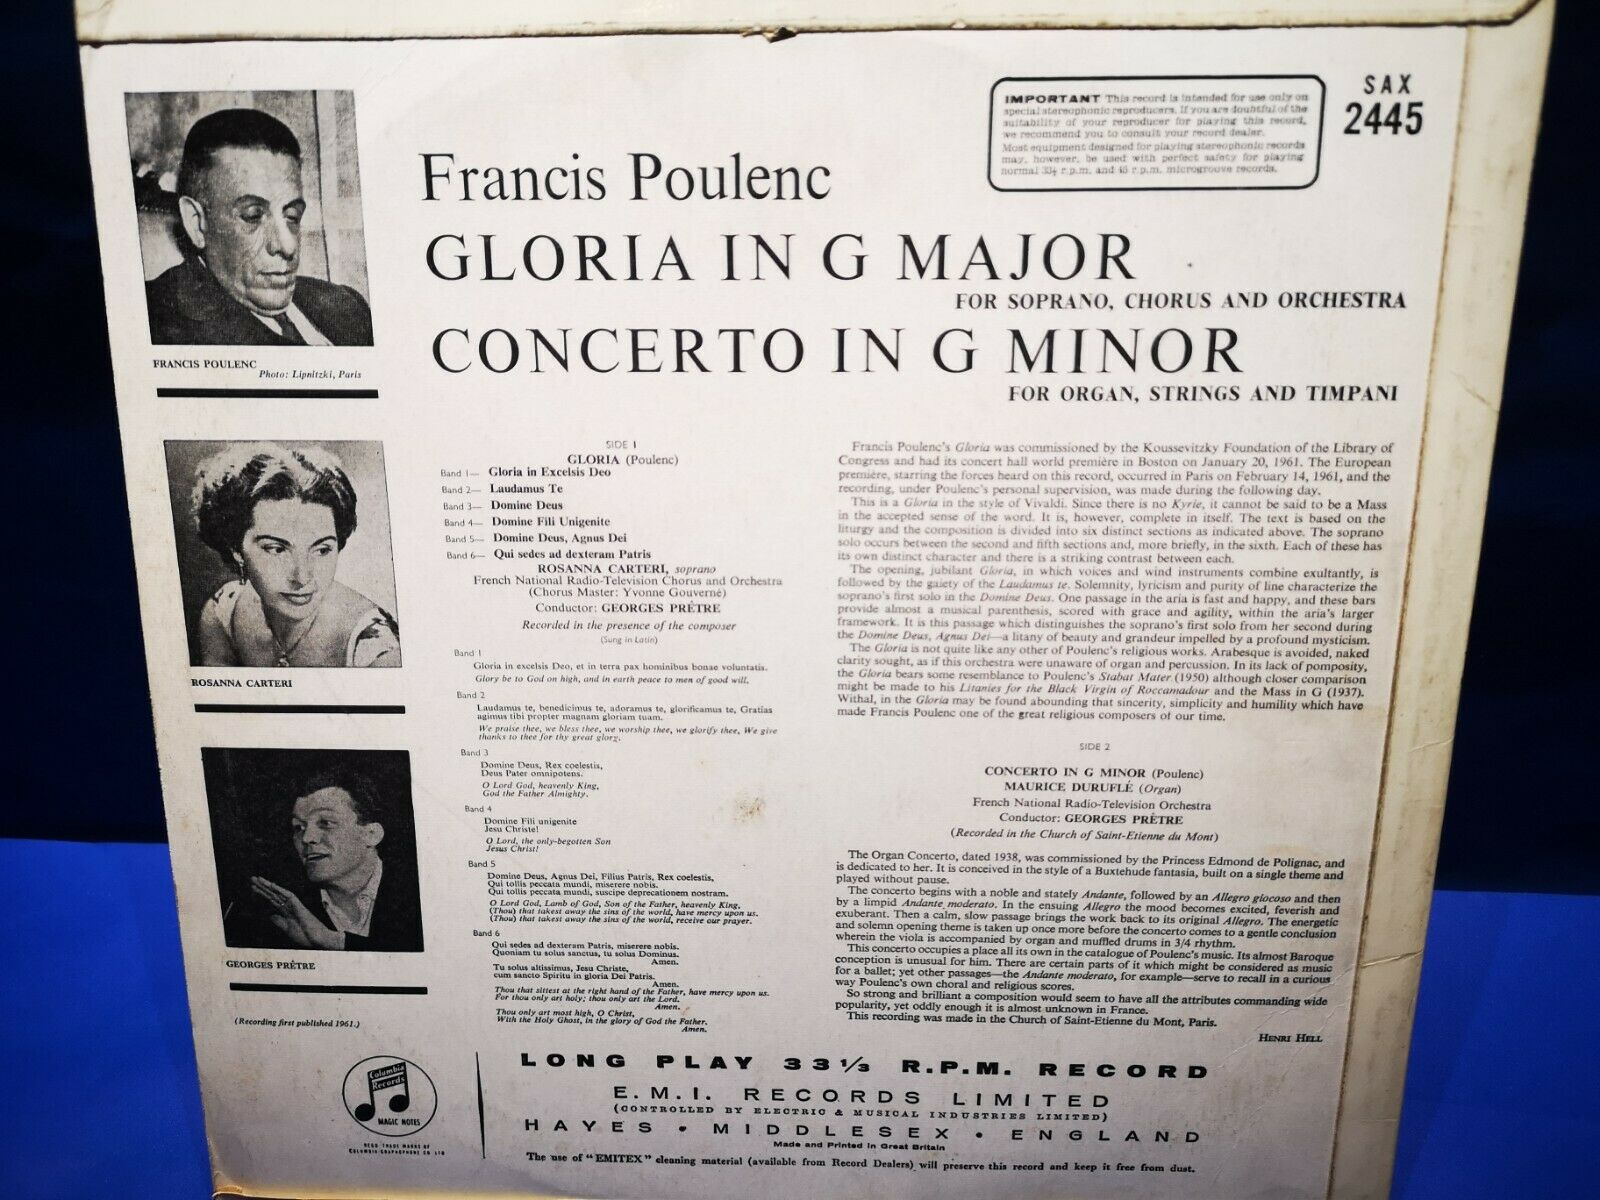 SAX
2445
IMPORTANT This record is intended for use only on
special stereophonic reproducers. If you are doubtful of the
suitability of your reproducer for playing this record,
we recommend you to consult your record dealer.
Most equipment designed for playing stereophonic records
may, however, be used with perfect safety for playing
normal 33⅓ r.p.m. and 45 r.p.m. microgroove records.
Francis Poulenc
GLORIA IN G MAJOR
FOR SOPRANO, CHORUS AND ORCHESTRA
CONCERTO IN G MINOR
FOR ORGAN, STRINGS AND TIMPANI
FRANCIS POULENC
Photo: Lipnitzki, Paris
ROSANNA CARTERI
GEORGES PRÊTRE
(Recording first published 1961.)
SIDE 1
GLORIA (Poulenc)
Band 1— Gloria in Excelsis Deo
Band 2— Laudamus Te
Band 3— Domine Deus
Band 4— Domine Fili Unigenite
Band 5— Domine Deus, Agnus Dei
Band 6— Qui sedes ad dexteram Patris
ROSANNA CARTERI, soprano
French National Radio-Television Chorus and Orchestra
(Chorus Master: Yvonne Gouverné)
Conductor: GEORGES PRÊTRE
Recorded in the presence of the composer
(Sung in Latin)
Band 1
Gloria in excelsis Deo, et in terra pax hominibus bonae voluntatis.
Glory be to God on high, and in earth peace to men of good will.
Band 2
Laudamus te, benedicimus te, adoramus te, glorificamus te, Gratias
agimus tibi propter magnam gloriam tuam.
We praise thee, we bless thee, we worship thee, we glorify thee, We give
thanks to thee for thy great glory.
Band 3
Domine Deus, Rex coelestis,
Deus Pater omnipotens.
O Lord God, heavenly King,
God the Father Almighty.
Band 4
Domine Fili unigenite
Jesu Christe!
O Lord, the only-begotten Son
Jesus Christ!
Band 5
Domine Deus, Agnus Dei, Filius Patris, Rex coelestis,
Qui tollis peccata mundi, miserere nobis.
Qui tollis peccata mundi, suscipe deprecationem nostram.
O Lord God, Lamb of God, Son of the Father, heavenly King,
(Thou) that takest away the sins of the world, have mercy upon us.
(Thou) that takest away the sins of the world, receive our prayer.
Band 6
Qui sedes ad dexteram Patris, miserere nobis.
Quoniam tu solus sanctus, tu solus Dominus.
Amen.
Tu solus altissimus, Jesu Christe,
cum sancto Spiritu in gloria Dei Patris.
Amen.
Thou that sittest at the right hand of the Father, have mercy upon us.
For thou only art holy; thou only art the Lord.
Amen.
Thou only art most high, O Christ,
With the Holy Ghost, in the glory of God the Father.
Amen.
Francis Poulenc's Gloria was commissioned by the Koussevitzky Foundation of the Library of
Congress and had its concert hall world première in Boston on January 20, 1961. The European
première, starring the forces heard on this record, occurred in Paris on February 14, 1961, and the
recording, under Poulenc's personal supervision, was made during the following day.
This is a Gloria in the style of Vivaldi. Since there is no Kyrie, it cannot be said to be a Mass
in the accepted sense of the word. It is, however, complete in itself. The text is based on the
liturgy and the composition is divided into six distinct sections as indicated above. The soprano
solo occurs between the second and fifth sections and, more briefly, in the sixth. Each of these has
its own distinct character and there is a striking contrast between each.
The opening, jubilant Gloria, in which voices and wind instruments combine exultantly, is
followed by the gaiety of the Laudamus te. Solemnity, lyricism and purity of line characterize the
soprano's first solo in the Domine Deus. One passage in the aria is fast and happy, and these bars
provide almost a musical parenthesis, scored with grace and agility, within the aria's larger
framework. It is this passage which distinguishes the soprano's first solo from her second during
the Domine Deus, Agnus Dei—a litany of beauty and grandeur impelled by a profound mysticism.
The Gloria is not quite like any other of Poulenc's religious works. Arabesque is avoided, naked
clarity sought, as if this orchestra were unaware of organ and percussion. In its lack of pomposity,
the Gloria bears some resemblance to Poulenc's Stabat Mater (1950) although closer comparison
might be made to his Litanies for the Black Virgin of Roccamadour and the Mass in G (1937).
Withal, in the Gloria may be found abounding that sincerity, simplicity and humility which have
made Francis Poulenc one of the great religious composers of our time.
SIDE 2
CONCERTO IN G MINOR (Poulenc)
MAURICE DURUFLÉ (Organ)
French National Radio-Television Orchestra
Conductor: GEORGES PRÊTRE
(Recorded in the Church of Saint-Etienne du Mont)
The Organ Concerto, dated 1938, was commissioned by the Princess Edmond de Polignac, and
is dedicated to her. It is conceived in the style of a Buxtehude fantasia, built on a single theme and
played without pause.
The concerto begins with a noble and stately Andante, followed by an Allegro giocoso and then
by a limpid Andante moderato. In the ensuing Allegro the mood becomes excited, feverish and
exuberant. Then a calm, slow passage brings the work back to its original Allegro. The energetic
and solemn opening theme is taken up once more before the concerto comes to a gentle conclusion
wherein the viola is accompanied by organ and muffled drums in 3/4 rhythm.
This concerto occupies a place all its own in the catalogue of Poulenc's music. Its almost Baroque
conception is unusual for him. There are certain parts of it which might be considered as music
for a ballet; yet other passages—the Andante moderato, for example—serve to recall in a curious
way Poulenc's own choral and religious scores.
So strong and brilliant a composition would seem to have all the attributes commanding wide
popularity, yet oddly enough it is almost unknown in France.
This recording was made in the Church of Saint-Etienne du Mont, Paris.
HENRI HELL
Columbia
Records
MAGIC NOTES
REGD TRADE MARKS OF
COLUMBIA GRAPHOPHONE CO LTD
LONG PLAY 33⅓ R.P.M. RECORD
E.M.I. RECORDS LIMITED
(CONTROLLED BY ELECTRIC & MUSICAL INDUSTRIES LIMITED)
HAYES • MIDDLESEX • ENGLAND
Made and Printed in Great Britain
The use of "EMITEX" cleaning material (available from Record Dealers) will preserve this record and keep it free from dust.